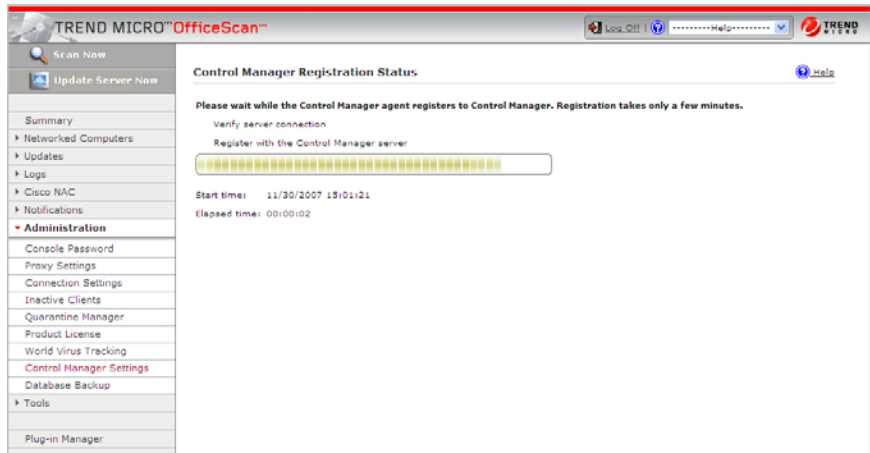 TREND MICRO™ OfficeScan™
Log Off | ---------Help---------
TREND MICRO
Scan Now
Update Server Now
Summary
Networked Computers
Updates
Logs
Cisco NAC
Notifications
Administration
Console Password
Proxy Settings
Connection Settings
Inactive Clients
Quarantine Manager
Product License
World Virus Tracking
Control Manager Settings
Database Backup
Tools
Plug-in Manager
Control Manager Registration Status
Help
Please wait while the Control Manager agent registers to Control Manager. Registration takes only a few minutes.
Verify server connection
Register with the Control Manager server
Start time: 11/30/2007 15:01:21
Elapsed time: 00:00:02